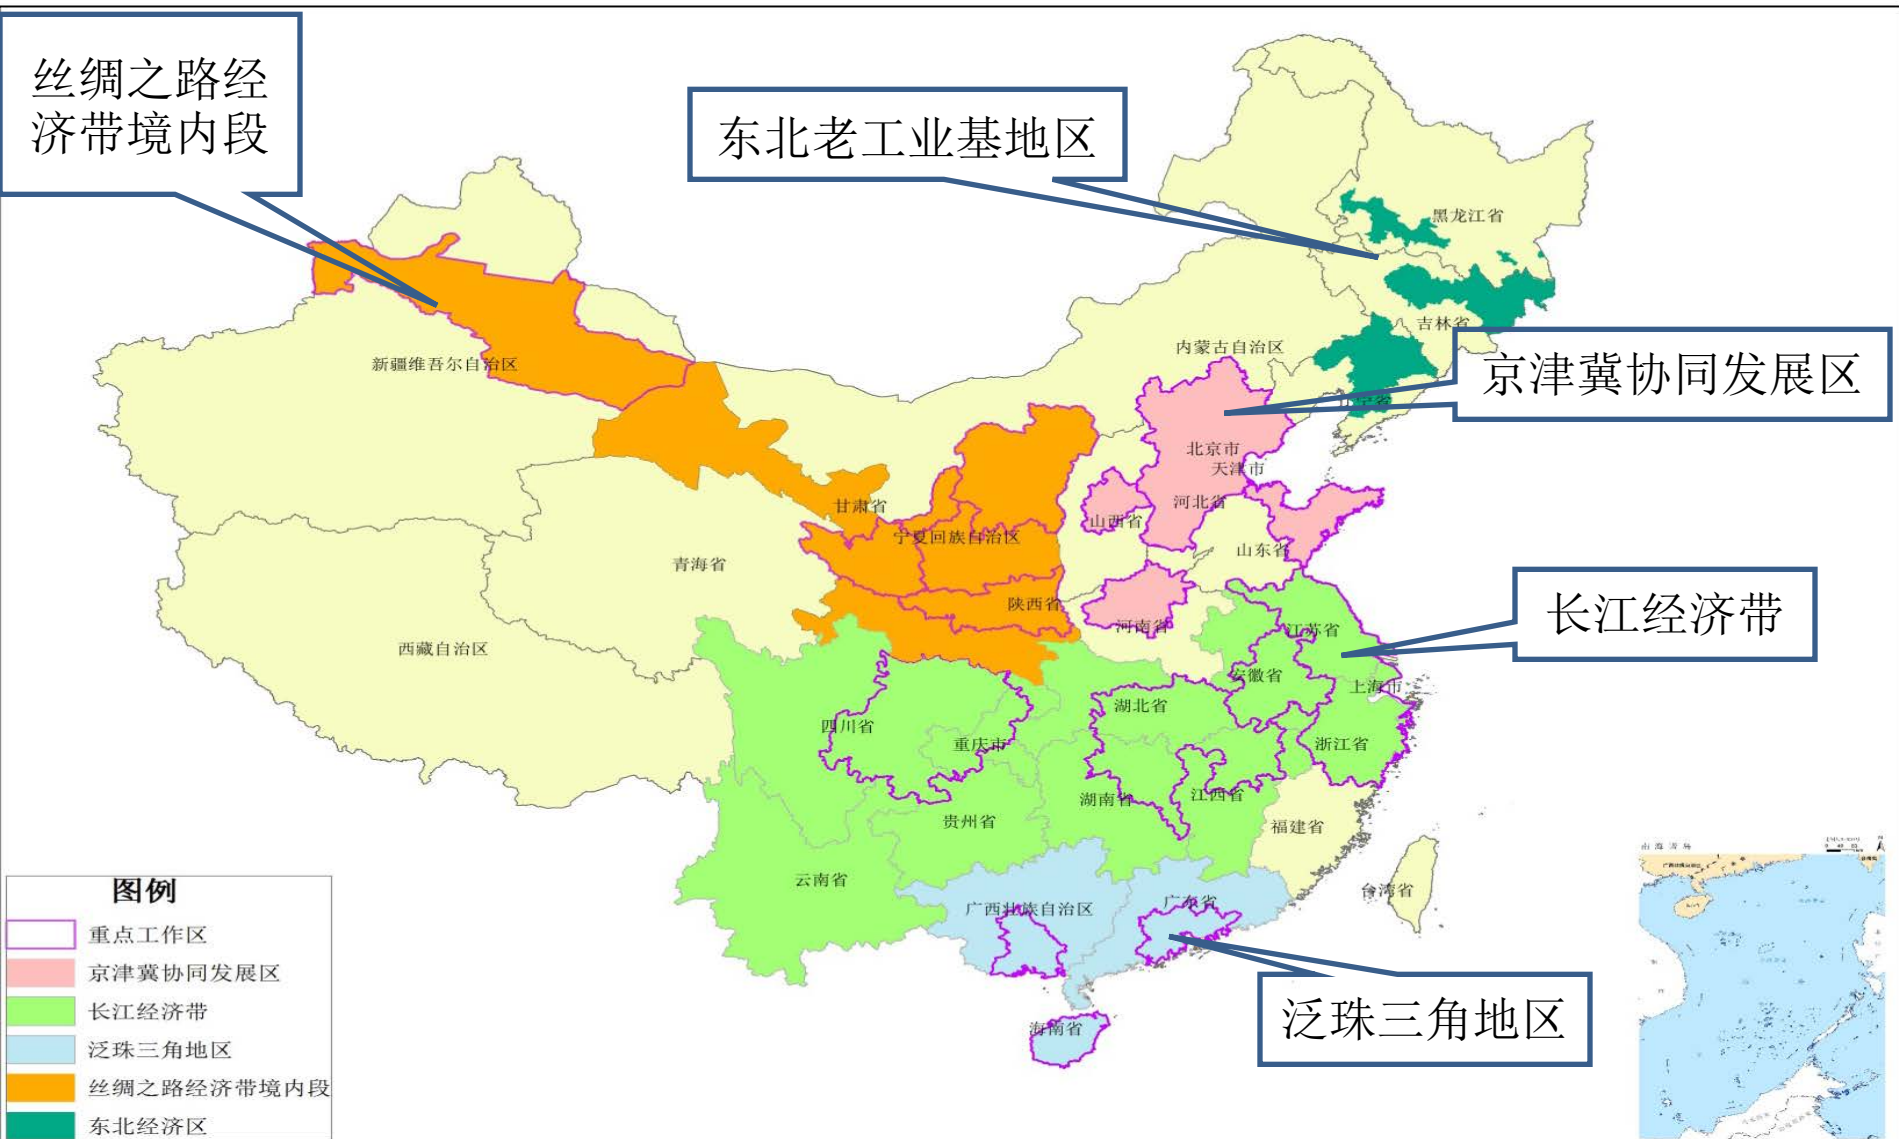 丝绸之路经
济带境内段
东北老工业基地区
黑龙江省
吉林省
内蒙古自治区
新疆维吾尔自治区
京津冀协同发展区
北京市
天津市
河北省
甘肃省
山西省
宁夏回族自治区
山东省
青海省
陕西省
河南省
长江经济带
江苏省
西藏自治区
安徽省
上海市
湖北省
四川省
重庆市
浙江省
湖南省
江西省
贵州省
福建省
云南省
台湾省
广西壮族自治区
广东省
泛珠三角地区
海南省
南海诸岛
图例
重点工作区
京津冀协同发展区
长江经济带
泛珠三角地区
丝绸之路经济带境内段
东北经济区